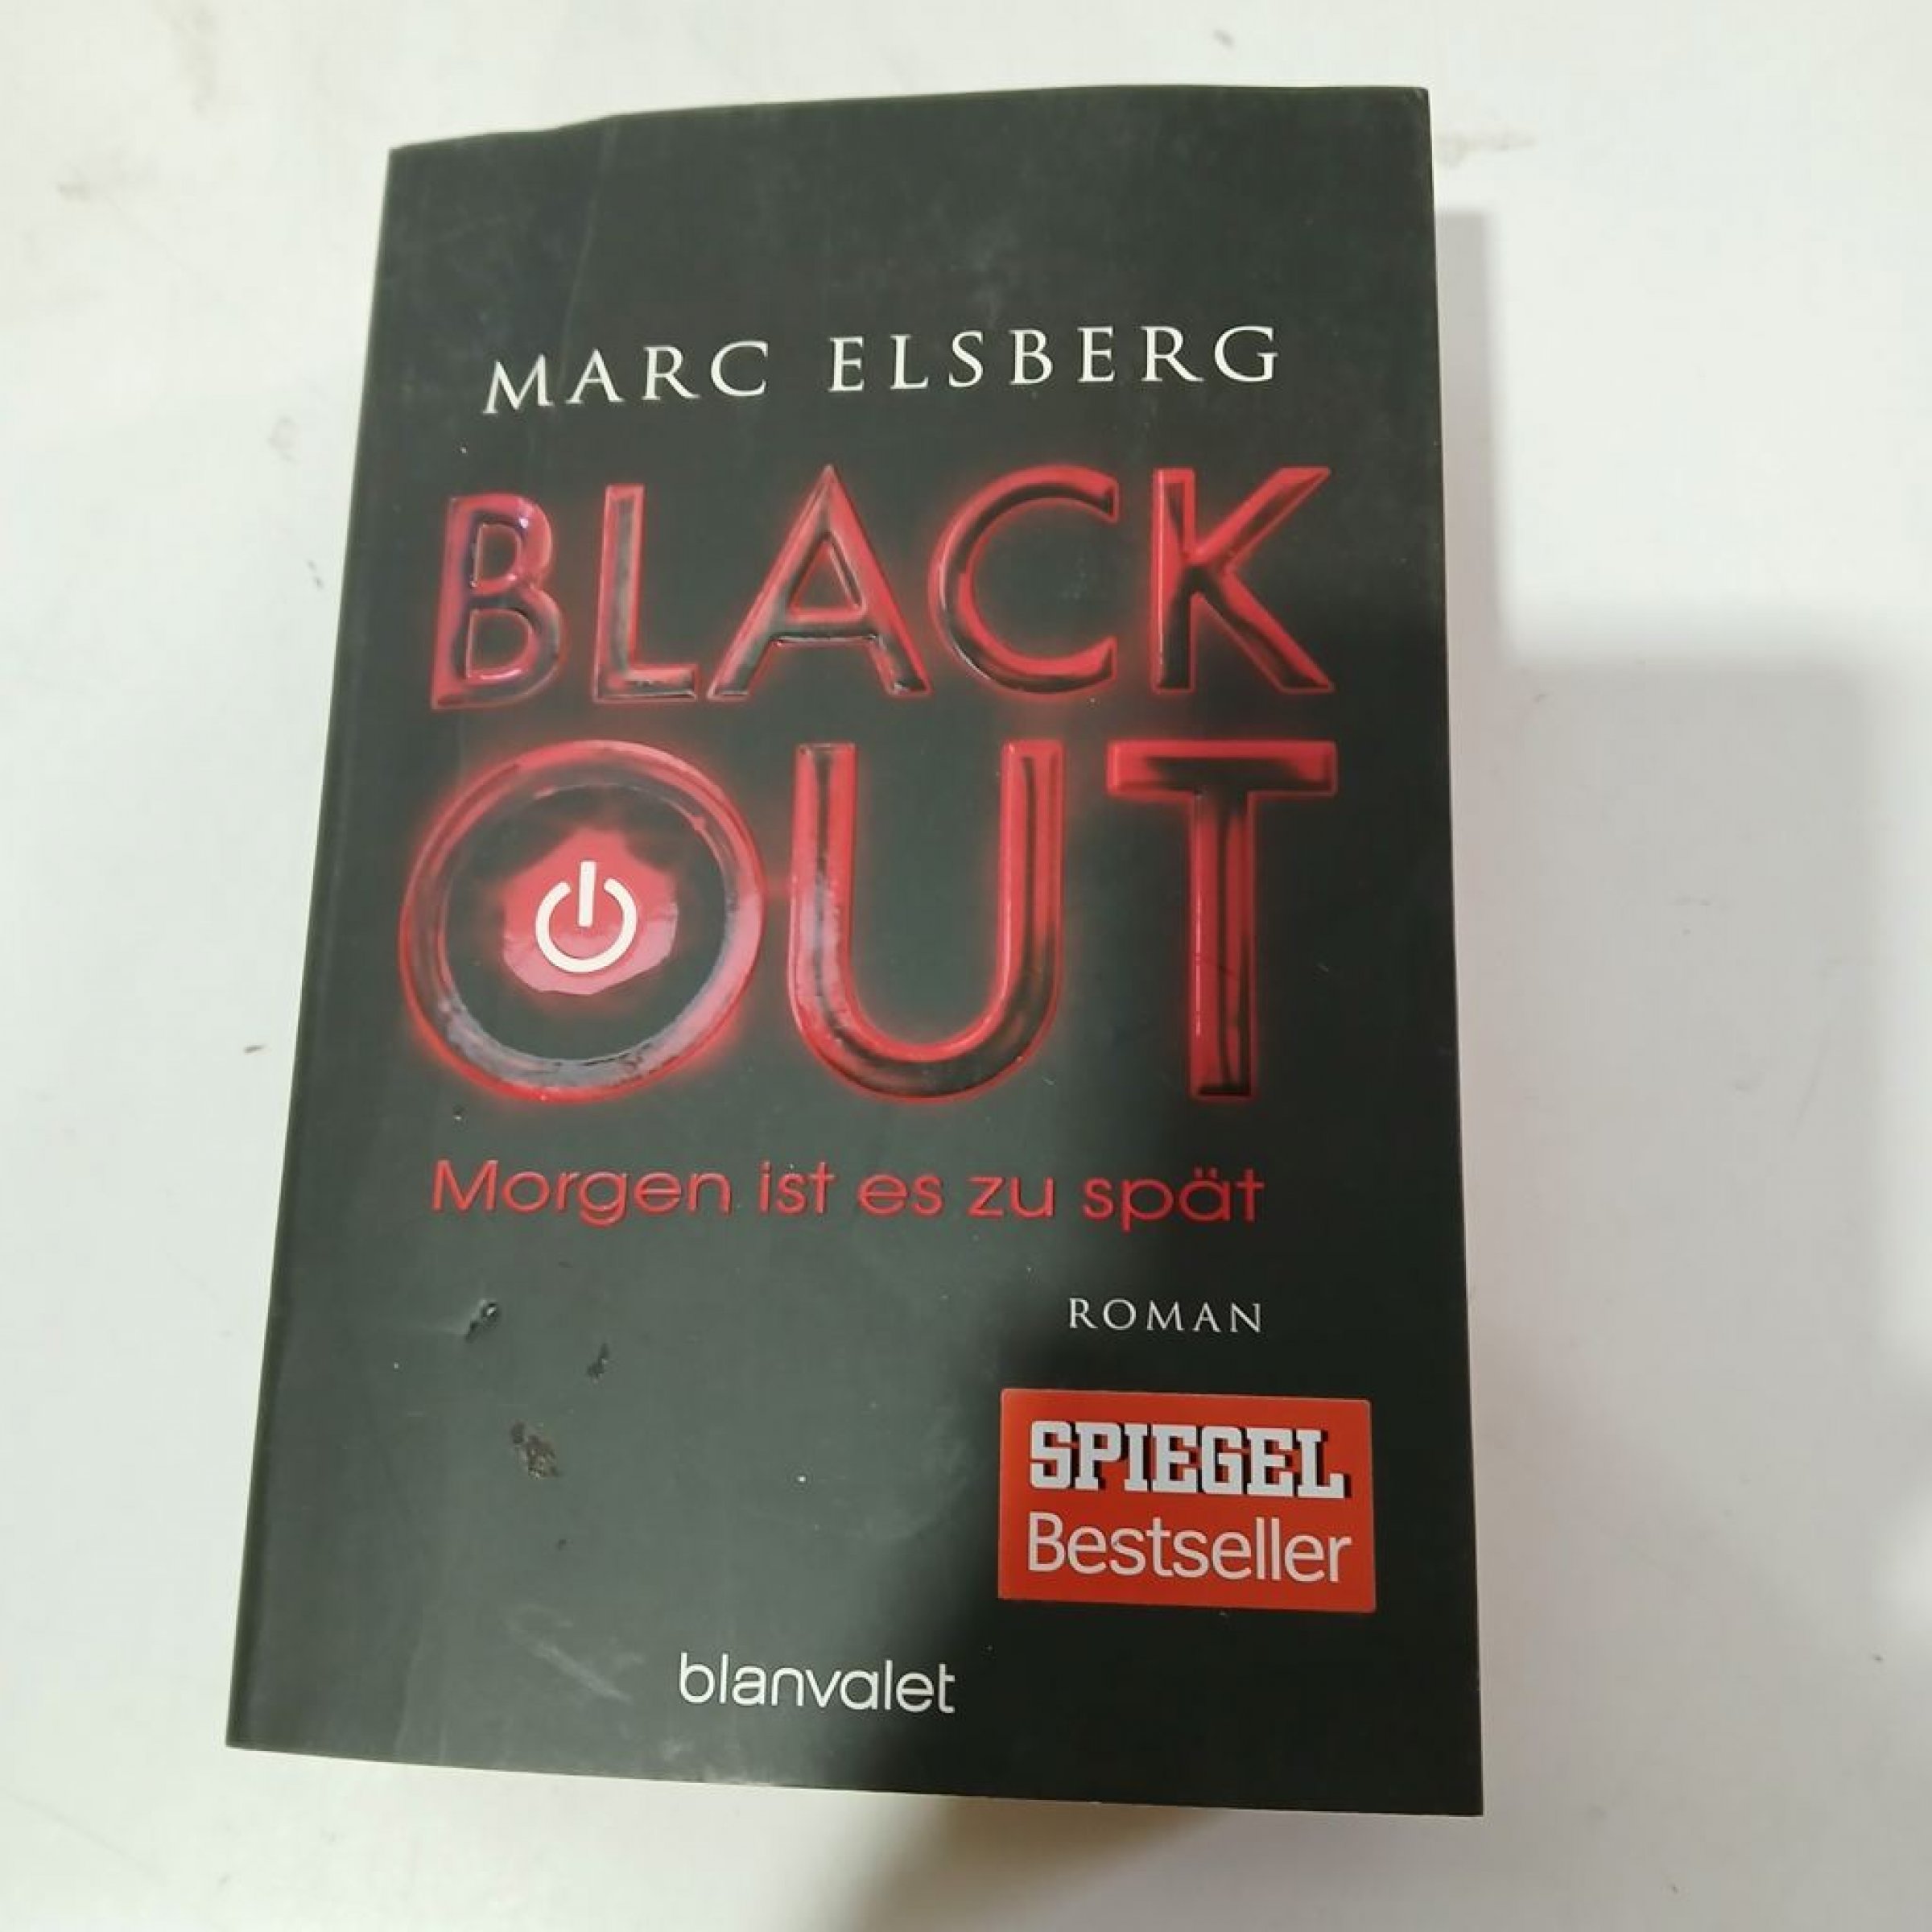 MARC ELSBERG
BLACK
OUT
Morgen ist es zu spät
ROMAN
SPIEGEL
Bestseller
blanvalet